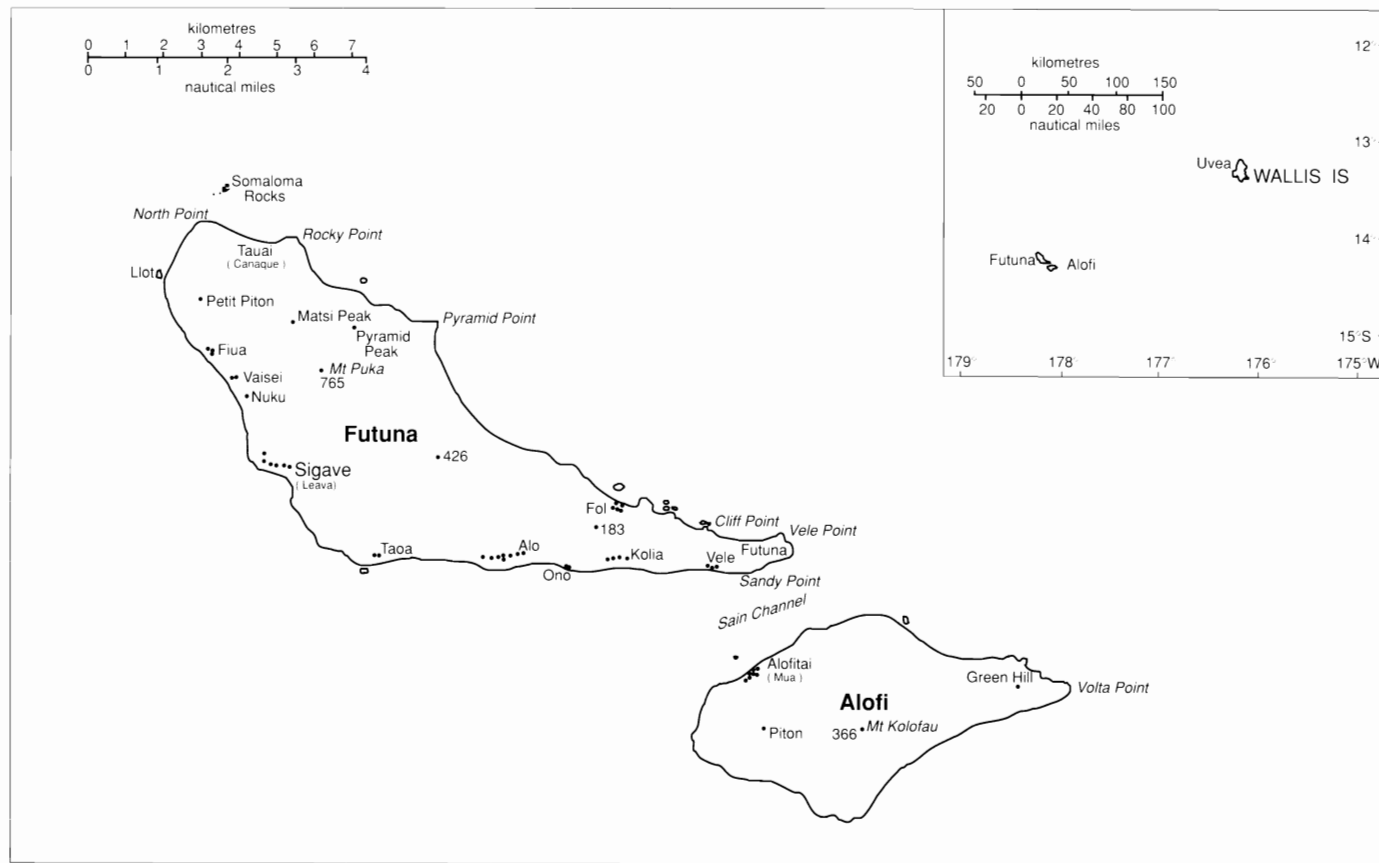 kilometres
0 1 2 3 4 5 6 7
0 1 2 3 4
nautical miles
kilometres
50 0 50 100 150
20 0 20 40 60 80 100
nautical miles
12°
13°
14°
15°S
179° 178° 177° 176° 175°W
Uvea
WALLIS IS
Futuna
Alofi
Somaloma
Rocks
North Point
Rocky Point
Tauai
( Canaque )
Llot
Petit Piton
Matsi Peak
Pyramid Point
Pyramid
Peak
Fiua
Mt Puka
765
Vaisei
Nuku
Futuna
426
Sigave
( Leava)
Fol
183
Cliff Point
Vele Point
Futuna
Taoa
Alo
Ono
Kolia
Vele
Sandy Point
Sain Channel
Alofitai
( Mua )
Green Hill
Volta Point
Alofi
Piton
366
Mt Kolofau